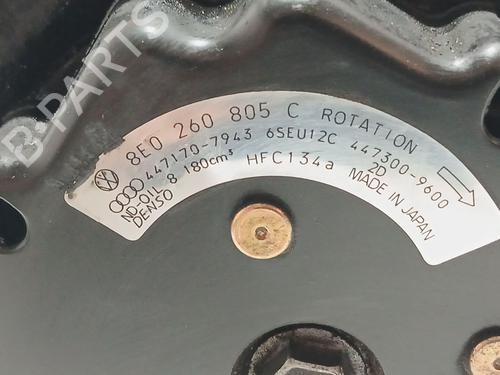 B-PARTS
8E0 260 805 C ROTATION
447170-7943 6SEU12C 447300-9600
ND-OIL 8 180cm³ HFC134a 2D
DENSO MADE IN JAPAN